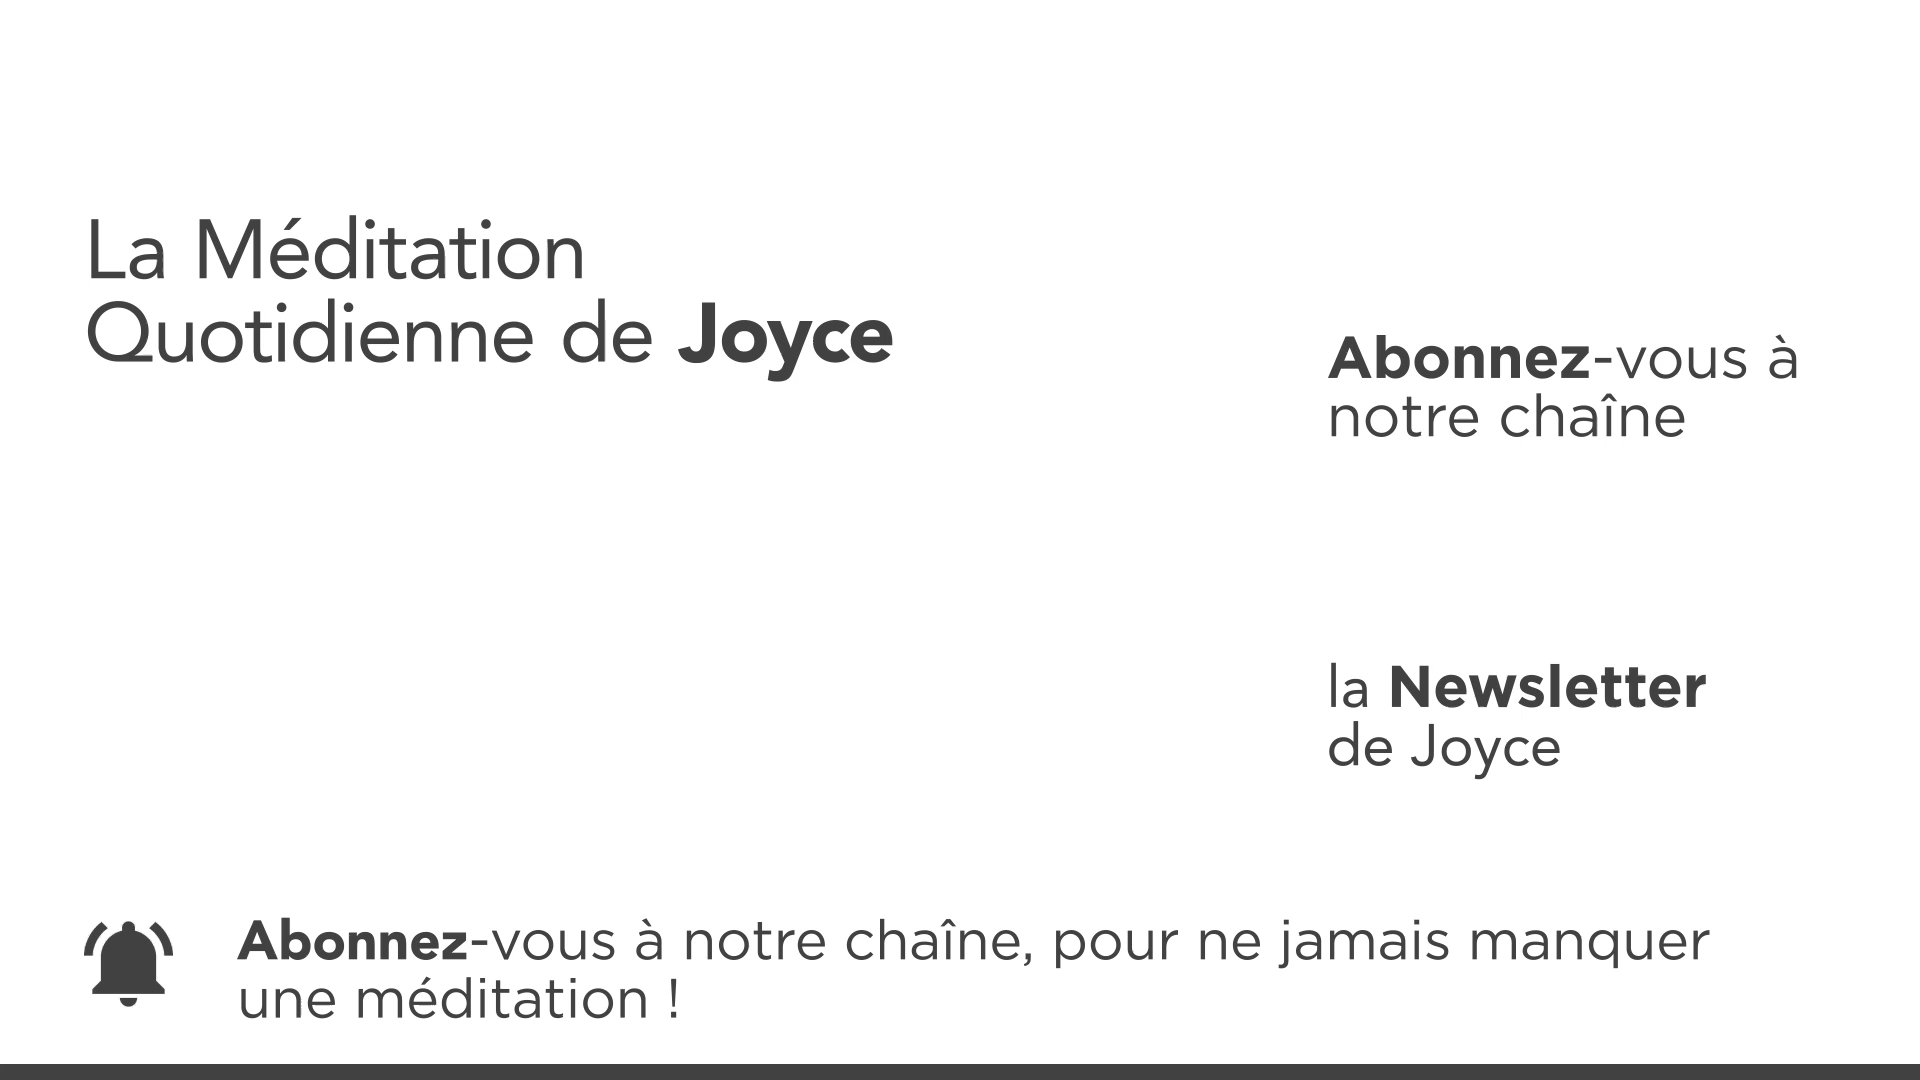 La Méditation
Quotidienne de Joyce
Abonnez-vous à
notre chaîne
la Newsletter
de Joyce
Abonnez-vous à notre chaîne, pour ne jamais manquer
une méditation !